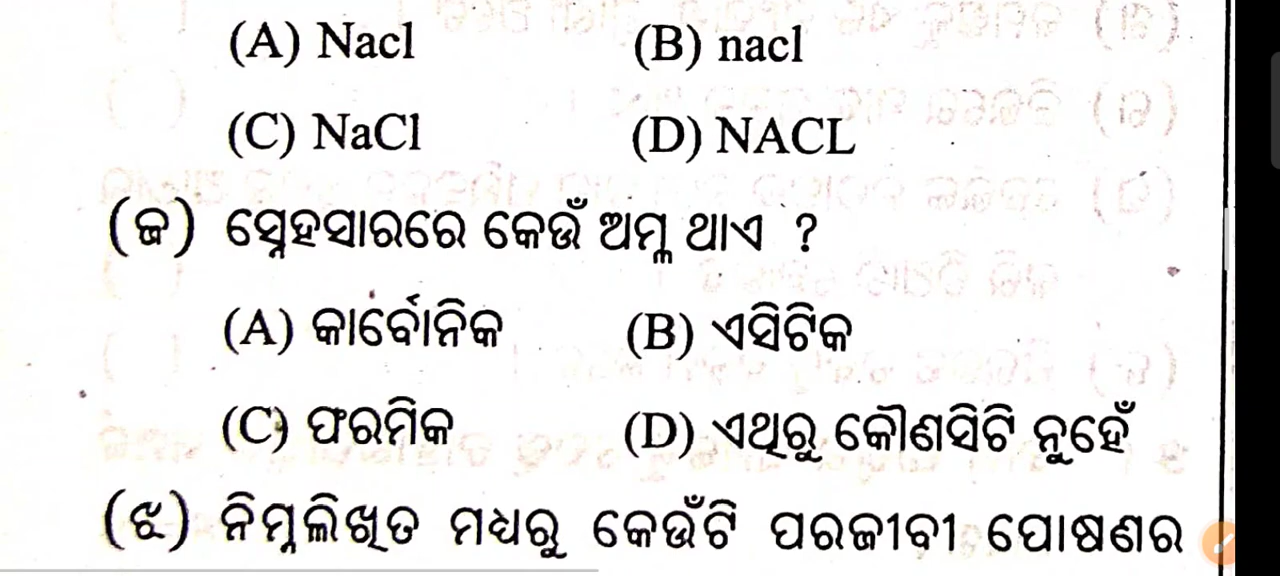 (A) Nacl (B) nacl
(C) NaCl (D) NACL
(ଜ) ସ୍ନେହସାରରେ କେଉଁ ଅମ୍ଳ ଥାଏ ?
(A) କାର୍ବୋନିକ (B) ଏସିଟିକ
(C) ଫରମିକ (D) ଏଥିରୁ କୌଣସିଟି ନୁହେଁ
(ଝ) ନିମ୍ନଲିଖିତ ମଧ୍ୟରୁ କେଉଁଟି ପରଜୀବୀ ପୋଷଣର